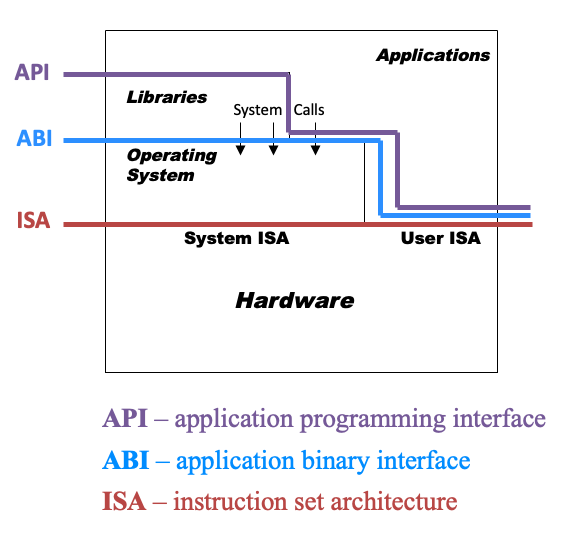 Applications
API
Libraries
System Calls
ABI
Operating
System
ISA
System ISA
User ISA
Hardware
API – application programming interface
ABI – application binary interface
ISA – instruction set architecture